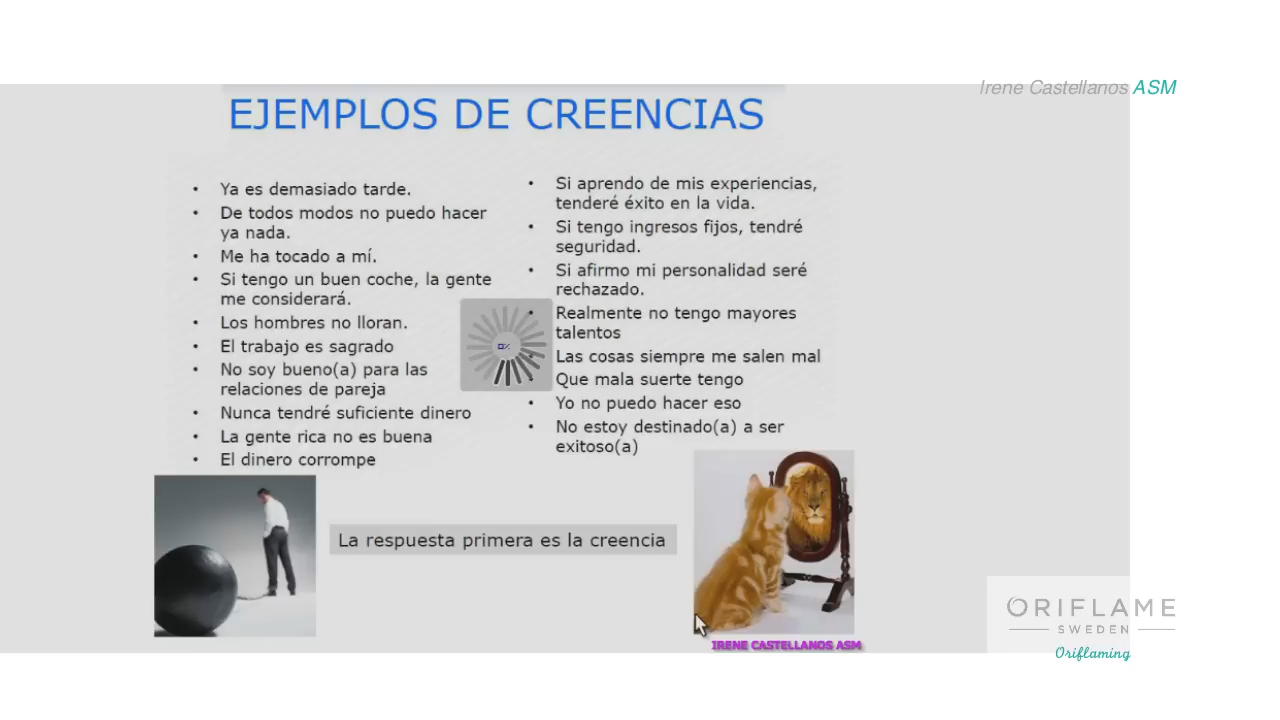 Irene Castellanos ASM
EJEMPLOS DE CREENCIAS
• Ya es demasiado tarde.
• De todos modos no puedo hacer
ya nada.
• Me ha tocado a mí.
• Si tengo un buen coche, la gente
me considerará.
• Los hombres no lloran.
• El trabajo es sagrado
• No soy bueno(a) para las
relaciones de pareja
• Nunca tendré suficiente dinero
• La gente rica no es buena
• El dinero corrompe
• Si aprendo de mis experiencias,
tenderé éxito en la vida.
• Si tengo ingresos fijos, tendré
seguridad.
• Si afirmo mi personalidad seré
rechazado.
• Realmente no tengo mayores
talentos
• Las cosas siempre me salen mal
• Que mala suerte tengo
• Yo no puedo hacer eso
• No estoy destinado(a) a ser
exitoso(a)
0%
La respuesta primera es la creencia
IRENE CASTELLANOS ASM
ORIFLAME
SWEDEN
Oriflaming